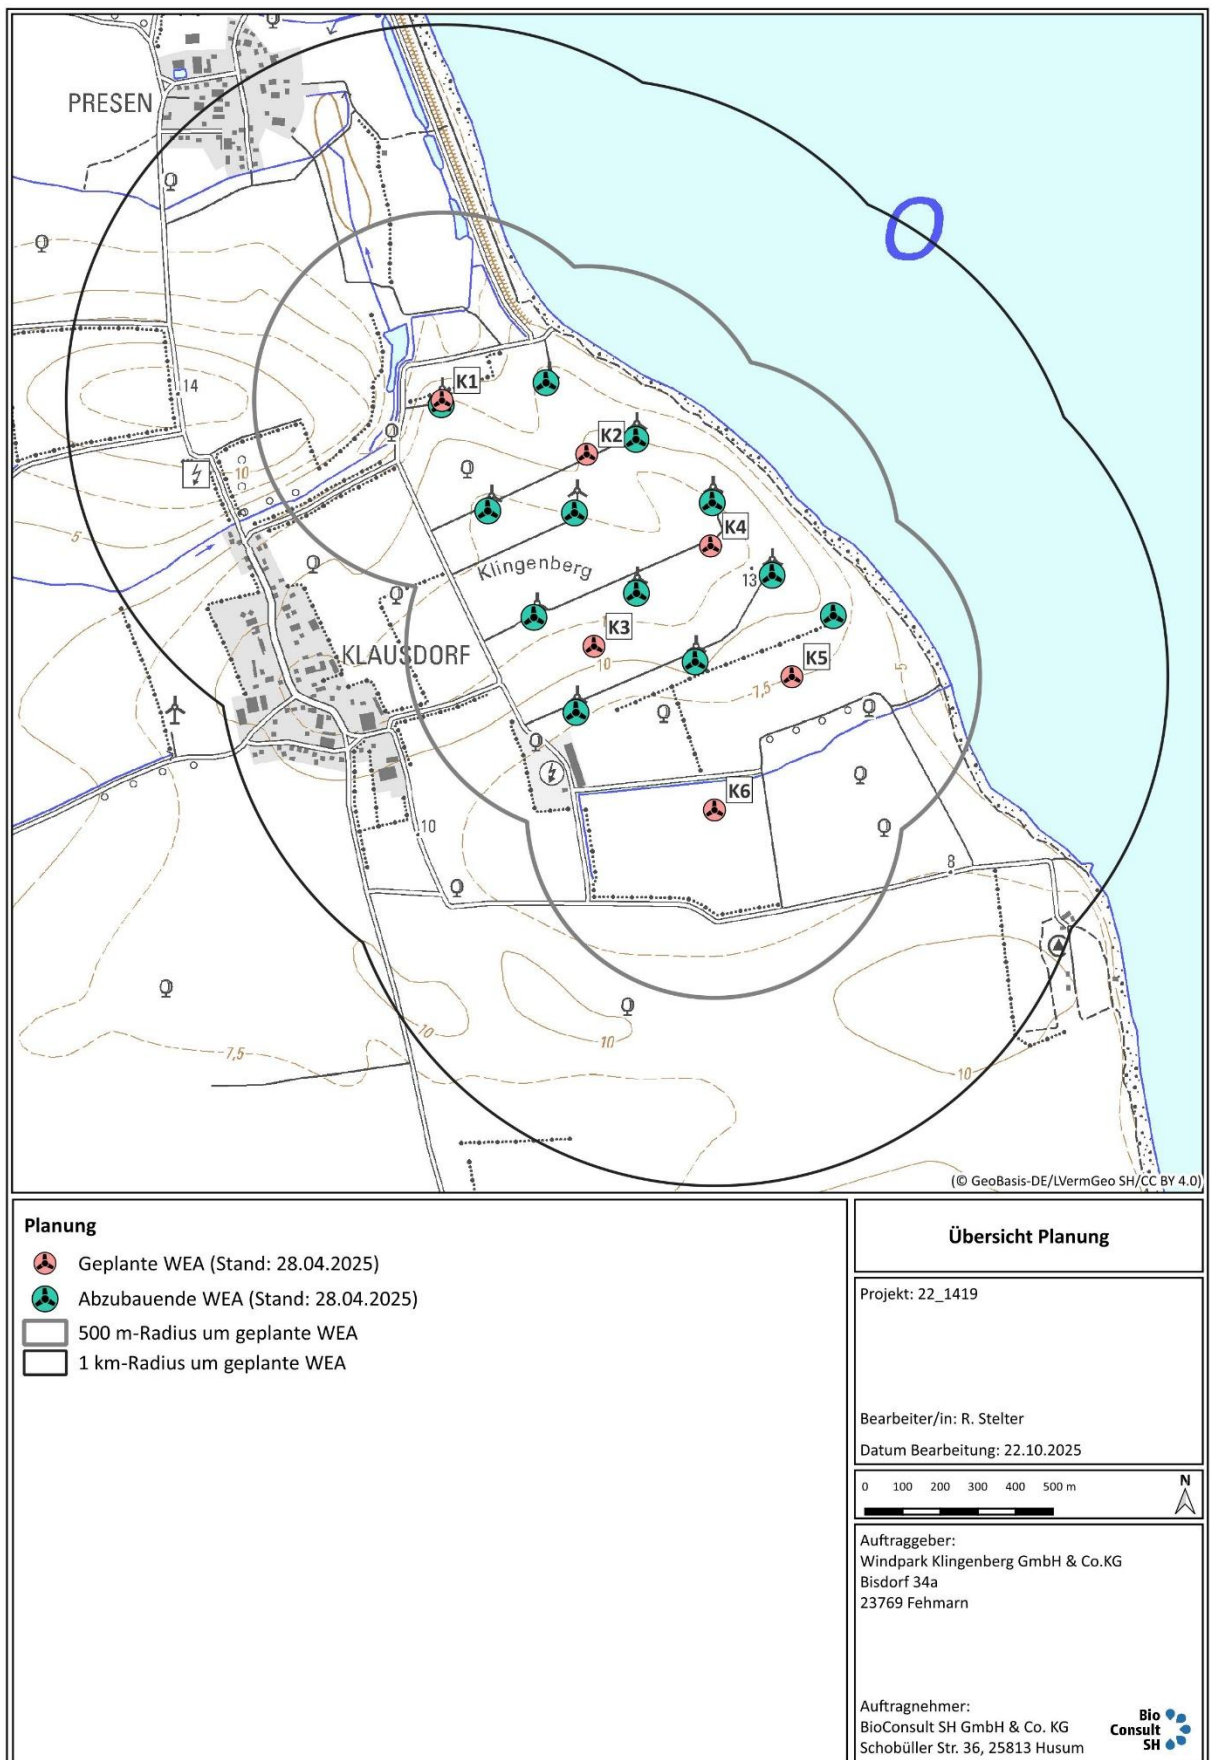 PRESEN
14
K1
K2
10
5
K4
Klingenberg
13
K3
KLAUSDORF
10
K5
5
7,5
K6
10
8
10
10
7,5
10
(© GeoBasis-DE/LVermGeo SH/CC BY 4.0)
Planung
Geplante WEA (Stand: 28.04.2025)
Abzubauende WEA (Stand: 28.04.2025)
500 m-Radius um geplante WEA
1 km-Radius um geplante WEA
Übersicht Planung
Projekt: 22_1419
Bearbeiter/in: R. Stelter
Datum Bearbeitung: 22.10.2025
0 100 200 300 400 500 m
N
Auftraggeber:
Windpark Klingenberg GmbH & Co.KG
Bisdorf 34a
23769 Fehmarn
Auftragnehmer:
BioConsult SH GmbH & Co. KG
Schobüller Str. 36, 25813 Husum
Bio
Consult
SH